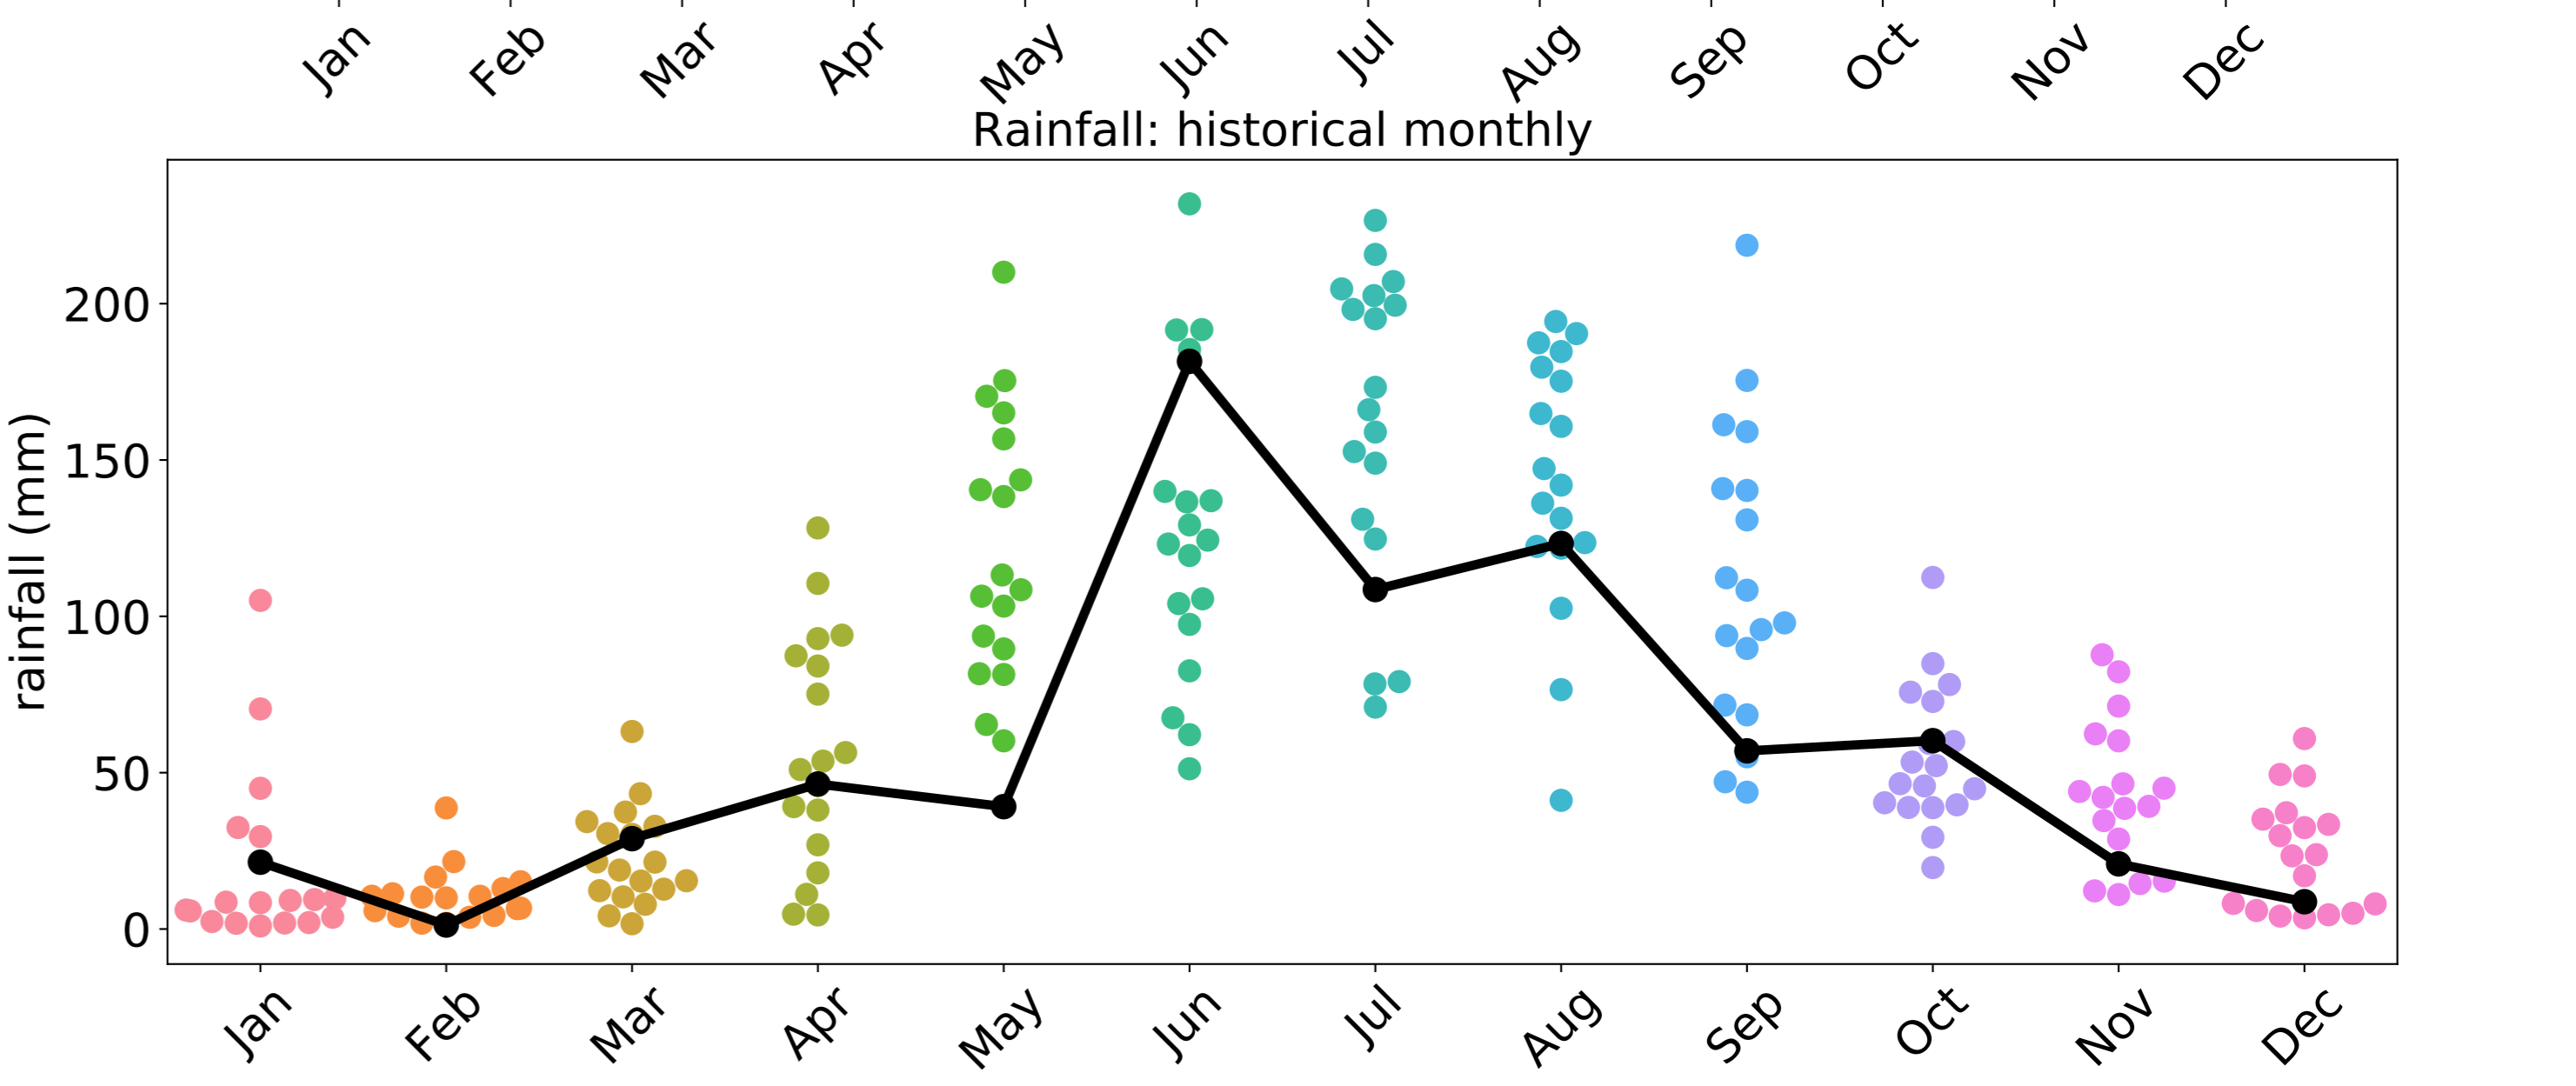 Jan Feb Mar Apr May Jun Jul Aug Sep Oct Nov Dec
Rainfall: historical monthly
rainfall (mm)
200
150
100
50
0
Jan Feb Mar Apr May Jun Jul Aug Sep Oct Nov Dec